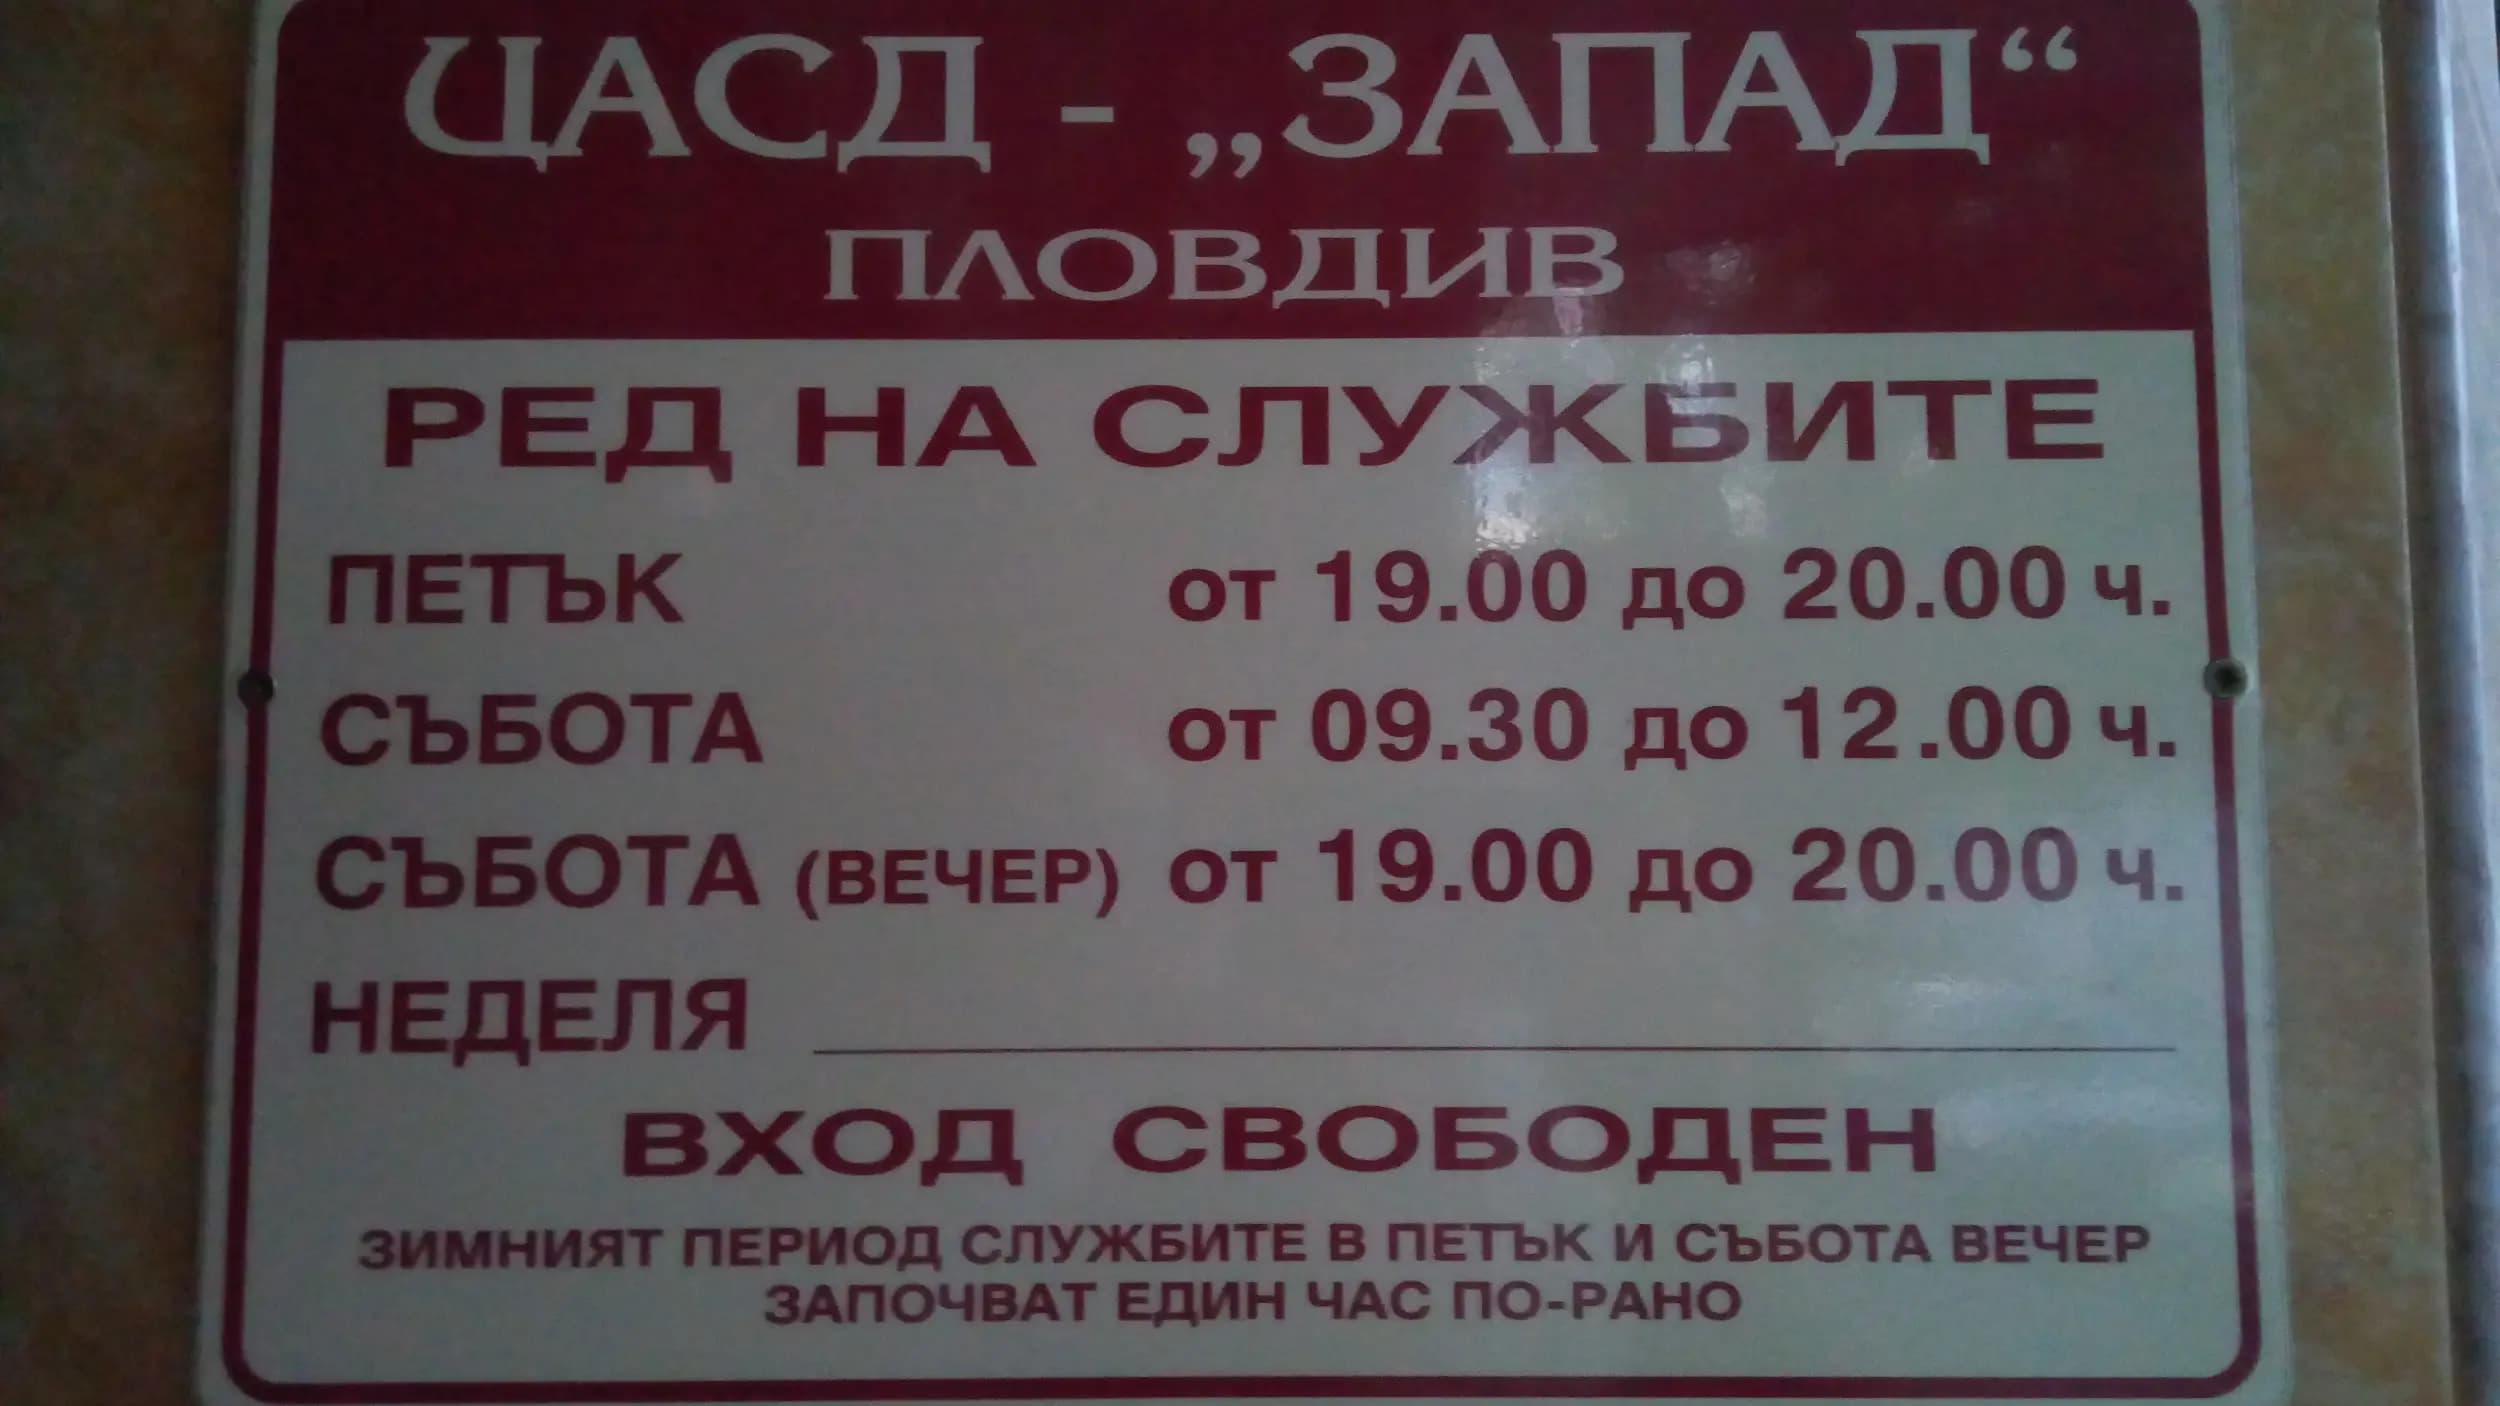 ЦАСД - „ЗАПАД“
ПЛОВДИВ
РЕД НА СЛУЖБИТЕ
ПЕТЪК от 19.00 до 20.00 ч.
СЪБОТА от 09.30 до 12.00 ч.
СЪБОТА (ВЕЧЕР) от 19.00 до 20.00 ч.
НЕДЕЛЯ
ВХОД СВОБОДЕН
ЗИМНИЯТ ПЕРИОД СЛУЖБИТЕ В ПЕТЪК И СЪБОТА ВЕЧЕР
ЗАПОЧВАТ ЕДИН ЧАС ПО-РАНО